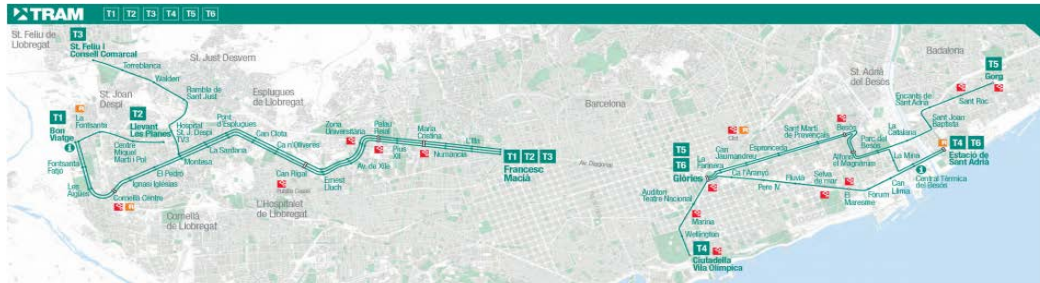 TRAM T1 T2 T3 T4 T5 T6
St. Feliu de
Llobregat
T3
St. Feliu |
Consell Comarcal
Torreblanca
Walden
Rambla de
Sant Just
St. Just Desvern
St. Joan
Despí
T1
Bon
Viatge
La
Fontsanta
Fontsanta
Fatjó
T2
Llevant
Les Planes
Centre
Miquel
Martí i Pol
Hospital
St. J. Despí
TV3
Les
Aigües
Cornellà Centre
Ignasi Iglésias
El Pedró
Montesa
La Sardana
Pont
d'Esplugues
Esplugues
de Llobregat
Can Clota
Ca n'Oliveres
Can Rigal
Ernest
Lluch
Cornellà
de Llobregat
L'Hospitalet
de Llobregat
Zona
Universitària
Av. de Xile
Palau
Reial
Pius
XII
Maria
Cristina
Numància
L'Illa
T1 T2 T3
Francesc
Macià
Barcelona
Av. Diagonal
T5
T6
Glòries
La
Farinera
Can
Jaumandreu
Espronceda
Sant Martí
de Provençals
Besòs
Alfons
el Magnànim
Parc del
Besòs
La
Catalana
Sant Joan
Baptista
Encants de
Sant Adrià
Sant Roc
St. Adrià
del Besòs
Badalona
T5
Gorg
Auditori
Teatre Nacional
Marina
Wellington
T4
Ciutadella
Vila Olímpica
Ca l'Aranyó
Pere IV
Fluvià
Selva
de mar
El
Maresme
Fòrum
Can
Llima
La Mina
Central Tèrmica
del Besòs
T4 T6
Estació de
Sant Adrià